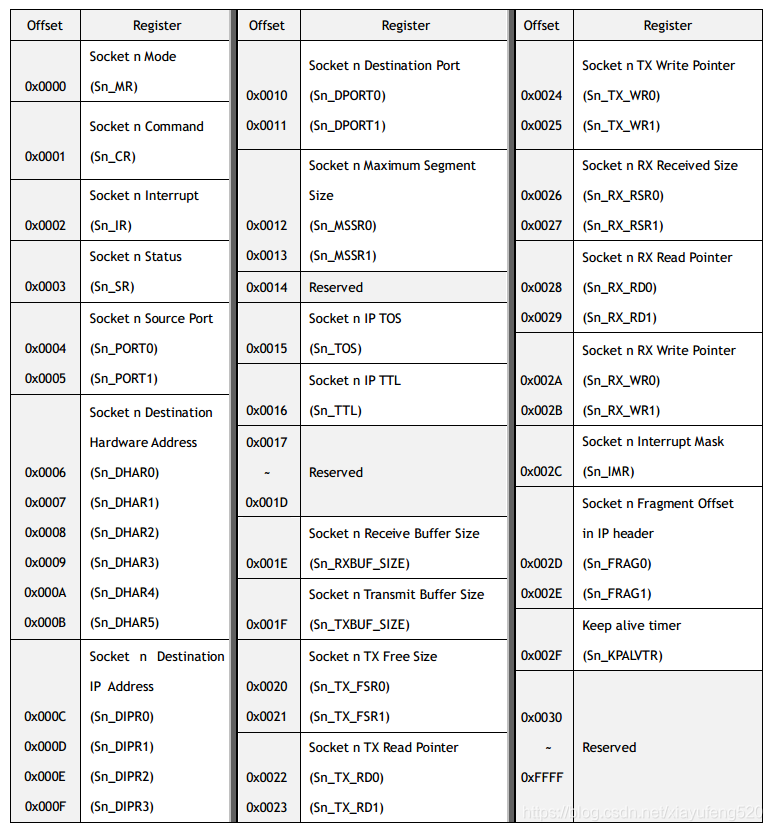 Offset Register
Socket n Mode
0x0000 (Sn_MR)
Socket n Command
0x0001 (Sn_CR)
Socket n Interrupt
0x0002 (Sn_IR)
Socket n Status
0x0003 (Sn_SR)
Socket n Source Port
0x0004 (Sn_PORT0)
0x0005 (Sn_PORT1)
Socket n Destination
Hardware Address
0x0006 (Sn_DHAR0)
0x0007 (Sn_DHAR1)
0x0008 (Sn_DHAR2)
0x0009 (Sn_DHAR3)
0x000A (Sn_DHAR4)
0x000B (Sn_DHAR5)
Socket n Destination
IP Address
0x000C (Sn_DIPR0)
0x000D (Sn_DIPR1)
0x000E (Sn_DIPR2)
0x000F (Sn_DIPR3)
Offset Register
Socket n Destination Port
0x0010 (Sn_DPORT0)
0x0011 (Sn_DPORT1)
Socket n Maximum Segment
Size
0x0012 (Sn_MSSR0)
0x0013 (Sn_MSSR1)
0x0014 Reserved
Socket n IP TOS
0x0015 (Sn_TOS)
Socket n IP TTL
0x0016 (Sn_TTL)
0x0017
~ Reserved
0x001D
Socket n Receive Buffer Size
0x001E (Sn_RXBUF_SIZE)
Socket n Transmit Buffer Size
0x001F (Sn_TXBUF_SIZE)
Socket n TX Free Size
0x0020 (Sn_TX_FSR0)
0x0021 (Sn_TX_FSR1)
Socket n TX Read Pointer
0x0022 (Sn_TX_RD0)
0x0023 (Sn_TX_RD1)
Offset Register
Socket n TX Write Pointer
0x0024 (Sn_TX_WR0)
0x0025 (Sn_TX_WR1)
Socket n RX Received Size
0x0026 (Sn_RX_RSR0)
0x0027 (Sn_RX_RSR1)
Socket n RX Read Pointer
0x0028 (Sn_RX_RD0)
0x0029 (Sn_RX_RD1)
Socket n RX Write Pointer
0x002A (Sn_RX_WR0)
0x002B (Sn_RX_WR1)
Socket n Interrupt Mask
0x002C (Sn_IMR)
Socket n Fragment Offset
in IP header
0x002D (Sn_FRAG0)
0x002E (Sn_FRAG1)
Keep alive timer
0x002F (Sn_KPALVTR)
0x0030
~ Reserved
0xFFFF
https://blog.csdn.net/xiayufeng520